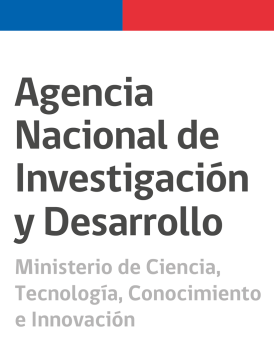 Agencia
Nacional de
Investigación
y Desarrollo
Ministerio de Ciencia,
Tecnología, Conocimiento
e Innovación